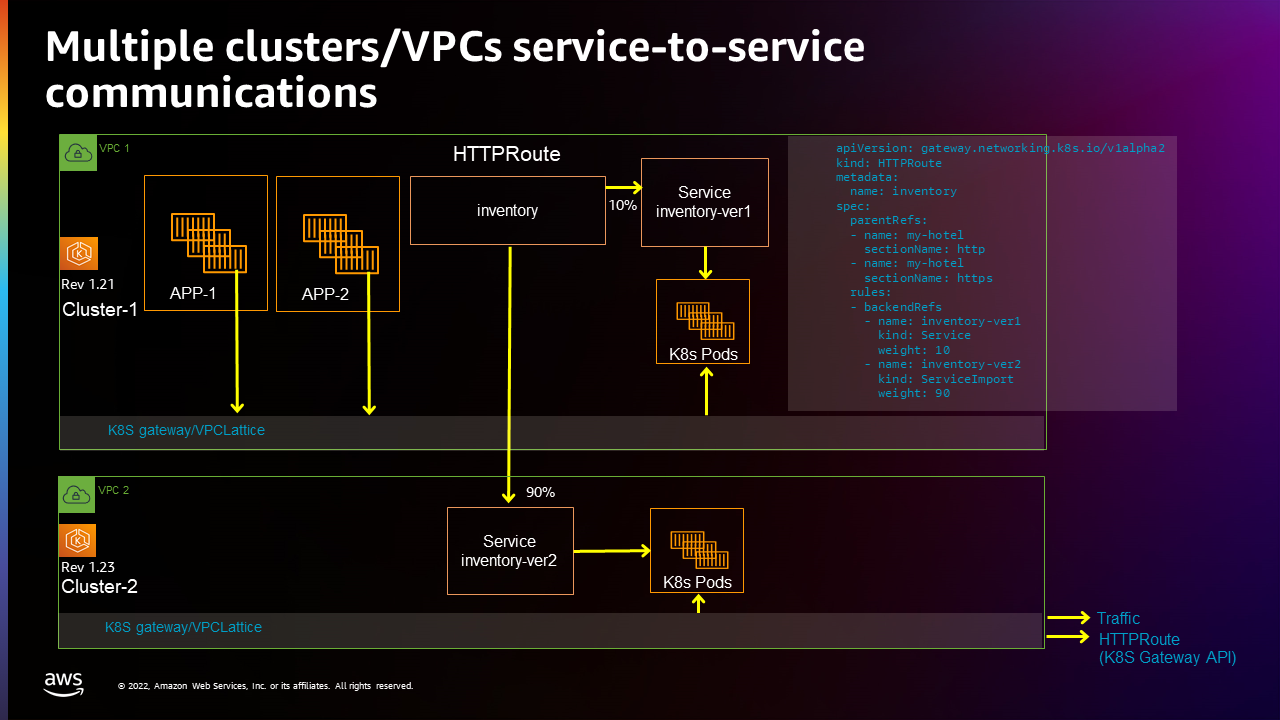 Multiple clusters/VPCs service-to-service
communications
VPC 1
HTTPRoute
inventory
10%
Service
inventory-ver1
APP-1
APP-2
K8s Pods
K
Rev 1.21
Cluster-1
K8S gateway/VPCLattice
apiVersion: gateway.networking.k8s.io/v1alpha2
kind: HTTPRoute
metadata:
  name: inventory
spec:
  parentRefs:
  - name: my-hotel
    sectionName: http
  - name: my-hotel
    sectionName: https
  rules:
  - backendRefs
    - name: inventory-ver1
      kind: Service
      weight: 10
    - name: inventory-ver2
      kind: ServiceImport
      weight: 90
VPC 2
K
Rev 1.23
Cluster-2
90%
Service
inventory-ver2
K8s Pods
K8S gateway/VPCLattice
Traffic
HTTPRoute
(K8S Gateway API)
aws
© 2022, Amazon Web Services, Inc. or its affiliates. All rights reserved.